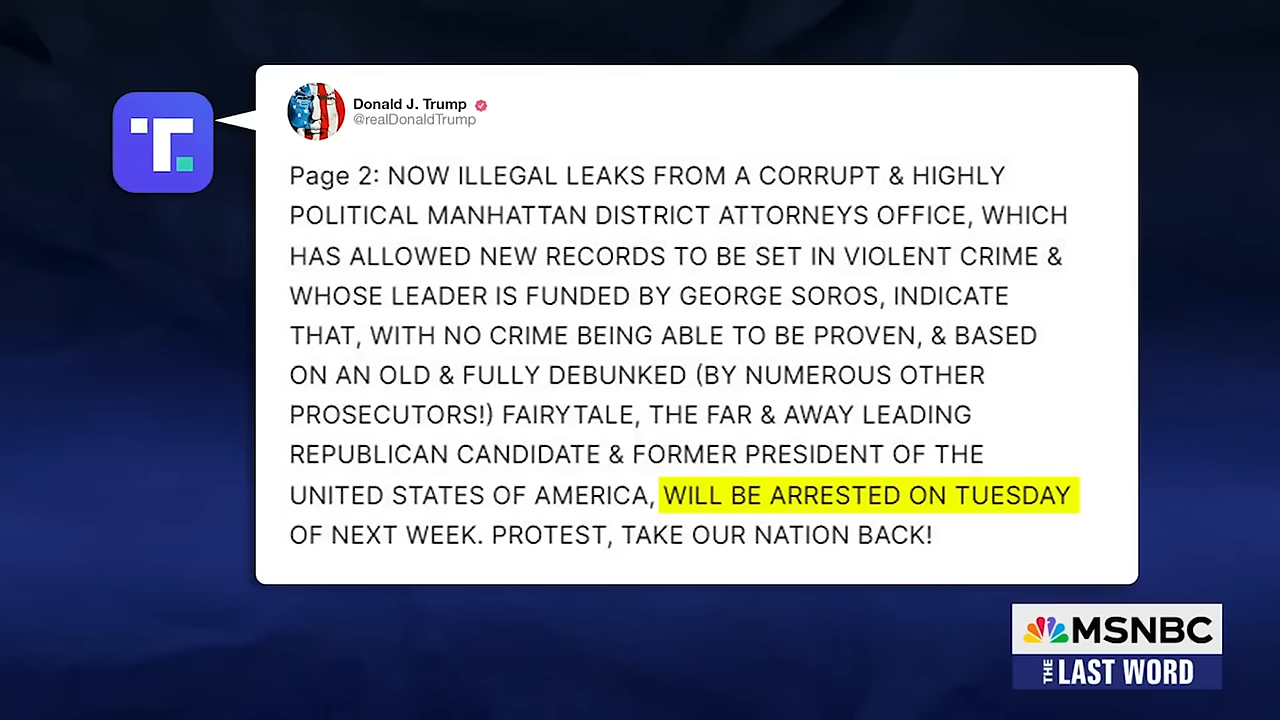 Donald J. Trump
@realDonaldTrump
Page 2: NOW ILLEGAL LEAKS FROM A CORRUPT & HIGHLY
POLITICAL MANHATTAN DISTRICT ATTORNEYS OFFICE, WHICH
HAS ALLOWED NEW RECORDS TO BE SET IN VIOLENT CRIME &
WHOSE LEADER IS FUNDED BY GEORGE SOROS, INDICATE
THAT, WITH NO CRIME BEING ABLE TO BE PROVEN, & BASED
ON AN OLD & FULLY DEBUNKED (BY NUMEROUS OTHER
PROSECUTORS!) FAIRYTALE, THE FAR & AWAY LEADING
REPUBLICAN CANDIDATE & FORMER PRESIDENT OF THE
UNITED STATES OF AMERICA, WILL BE ARRESTED ON TUESDAY
OF NEXT WEEK. PROTEST, TAKE OUR NATION BACK!
MSNBC
THE LAST WORD